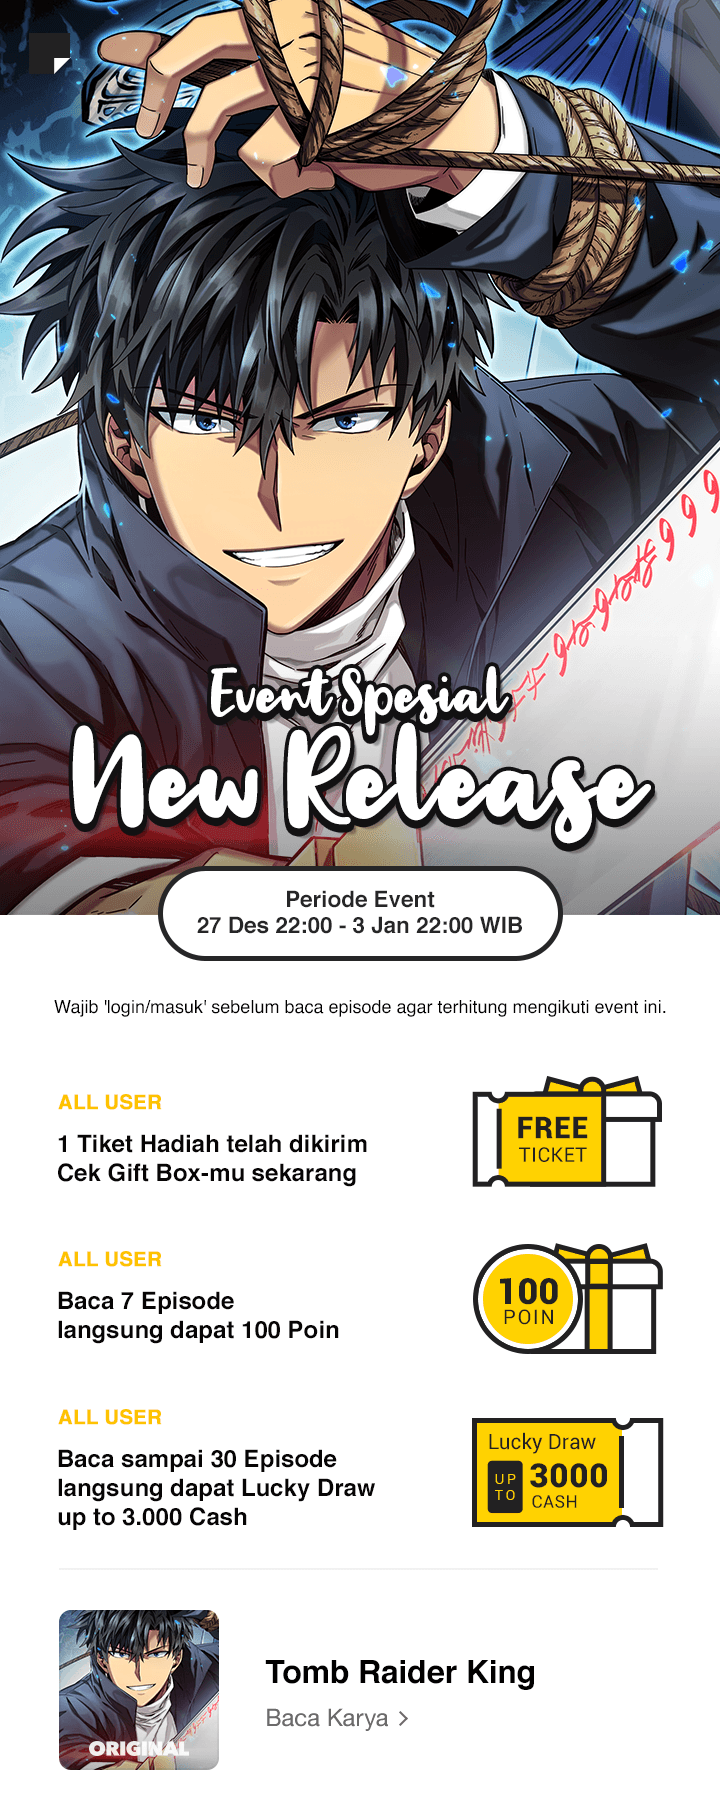 Event Spesial
New Release
Periode Event
27 Des 22:00 - 3 Jan 22:00 WIB
Wajib 'login/masuk' sebelum baca episode agar terhitung mengikuti event ini.
ALL USER
1 Tiket Hadiah telah dikirim
Cek Gift Box-mu sekarang
FREE
TICKET
ALL USER
Baca 7 Episode
langsung dapat 100 Poin
100
POIN
ALL USER
Baca sampai 30 Episode
langsung dapat Lucky Draw
up to 3.000 Cash
Lucky Draw
UP TO
3000
CASH
Tomb Raider King
Baca Karya >
ORIGINAL